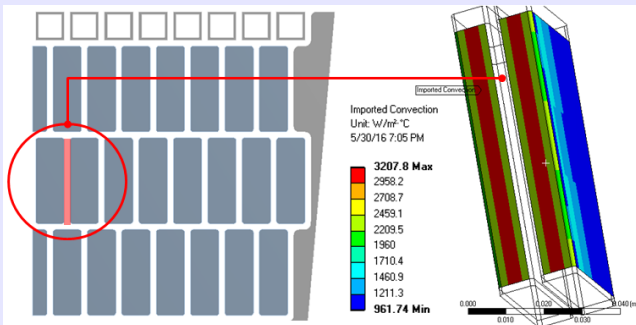 Imported Convection
Imported Convection
Unit: W/m²·°C
5/30/16 7:05 PM
3207.8 Max
2958.2
2708.7
2459.1
2209.5
1960
1710.4
1460.9
1211.3
961.74 Min
0.000
0.020
0.040 (m
0.010
0.030